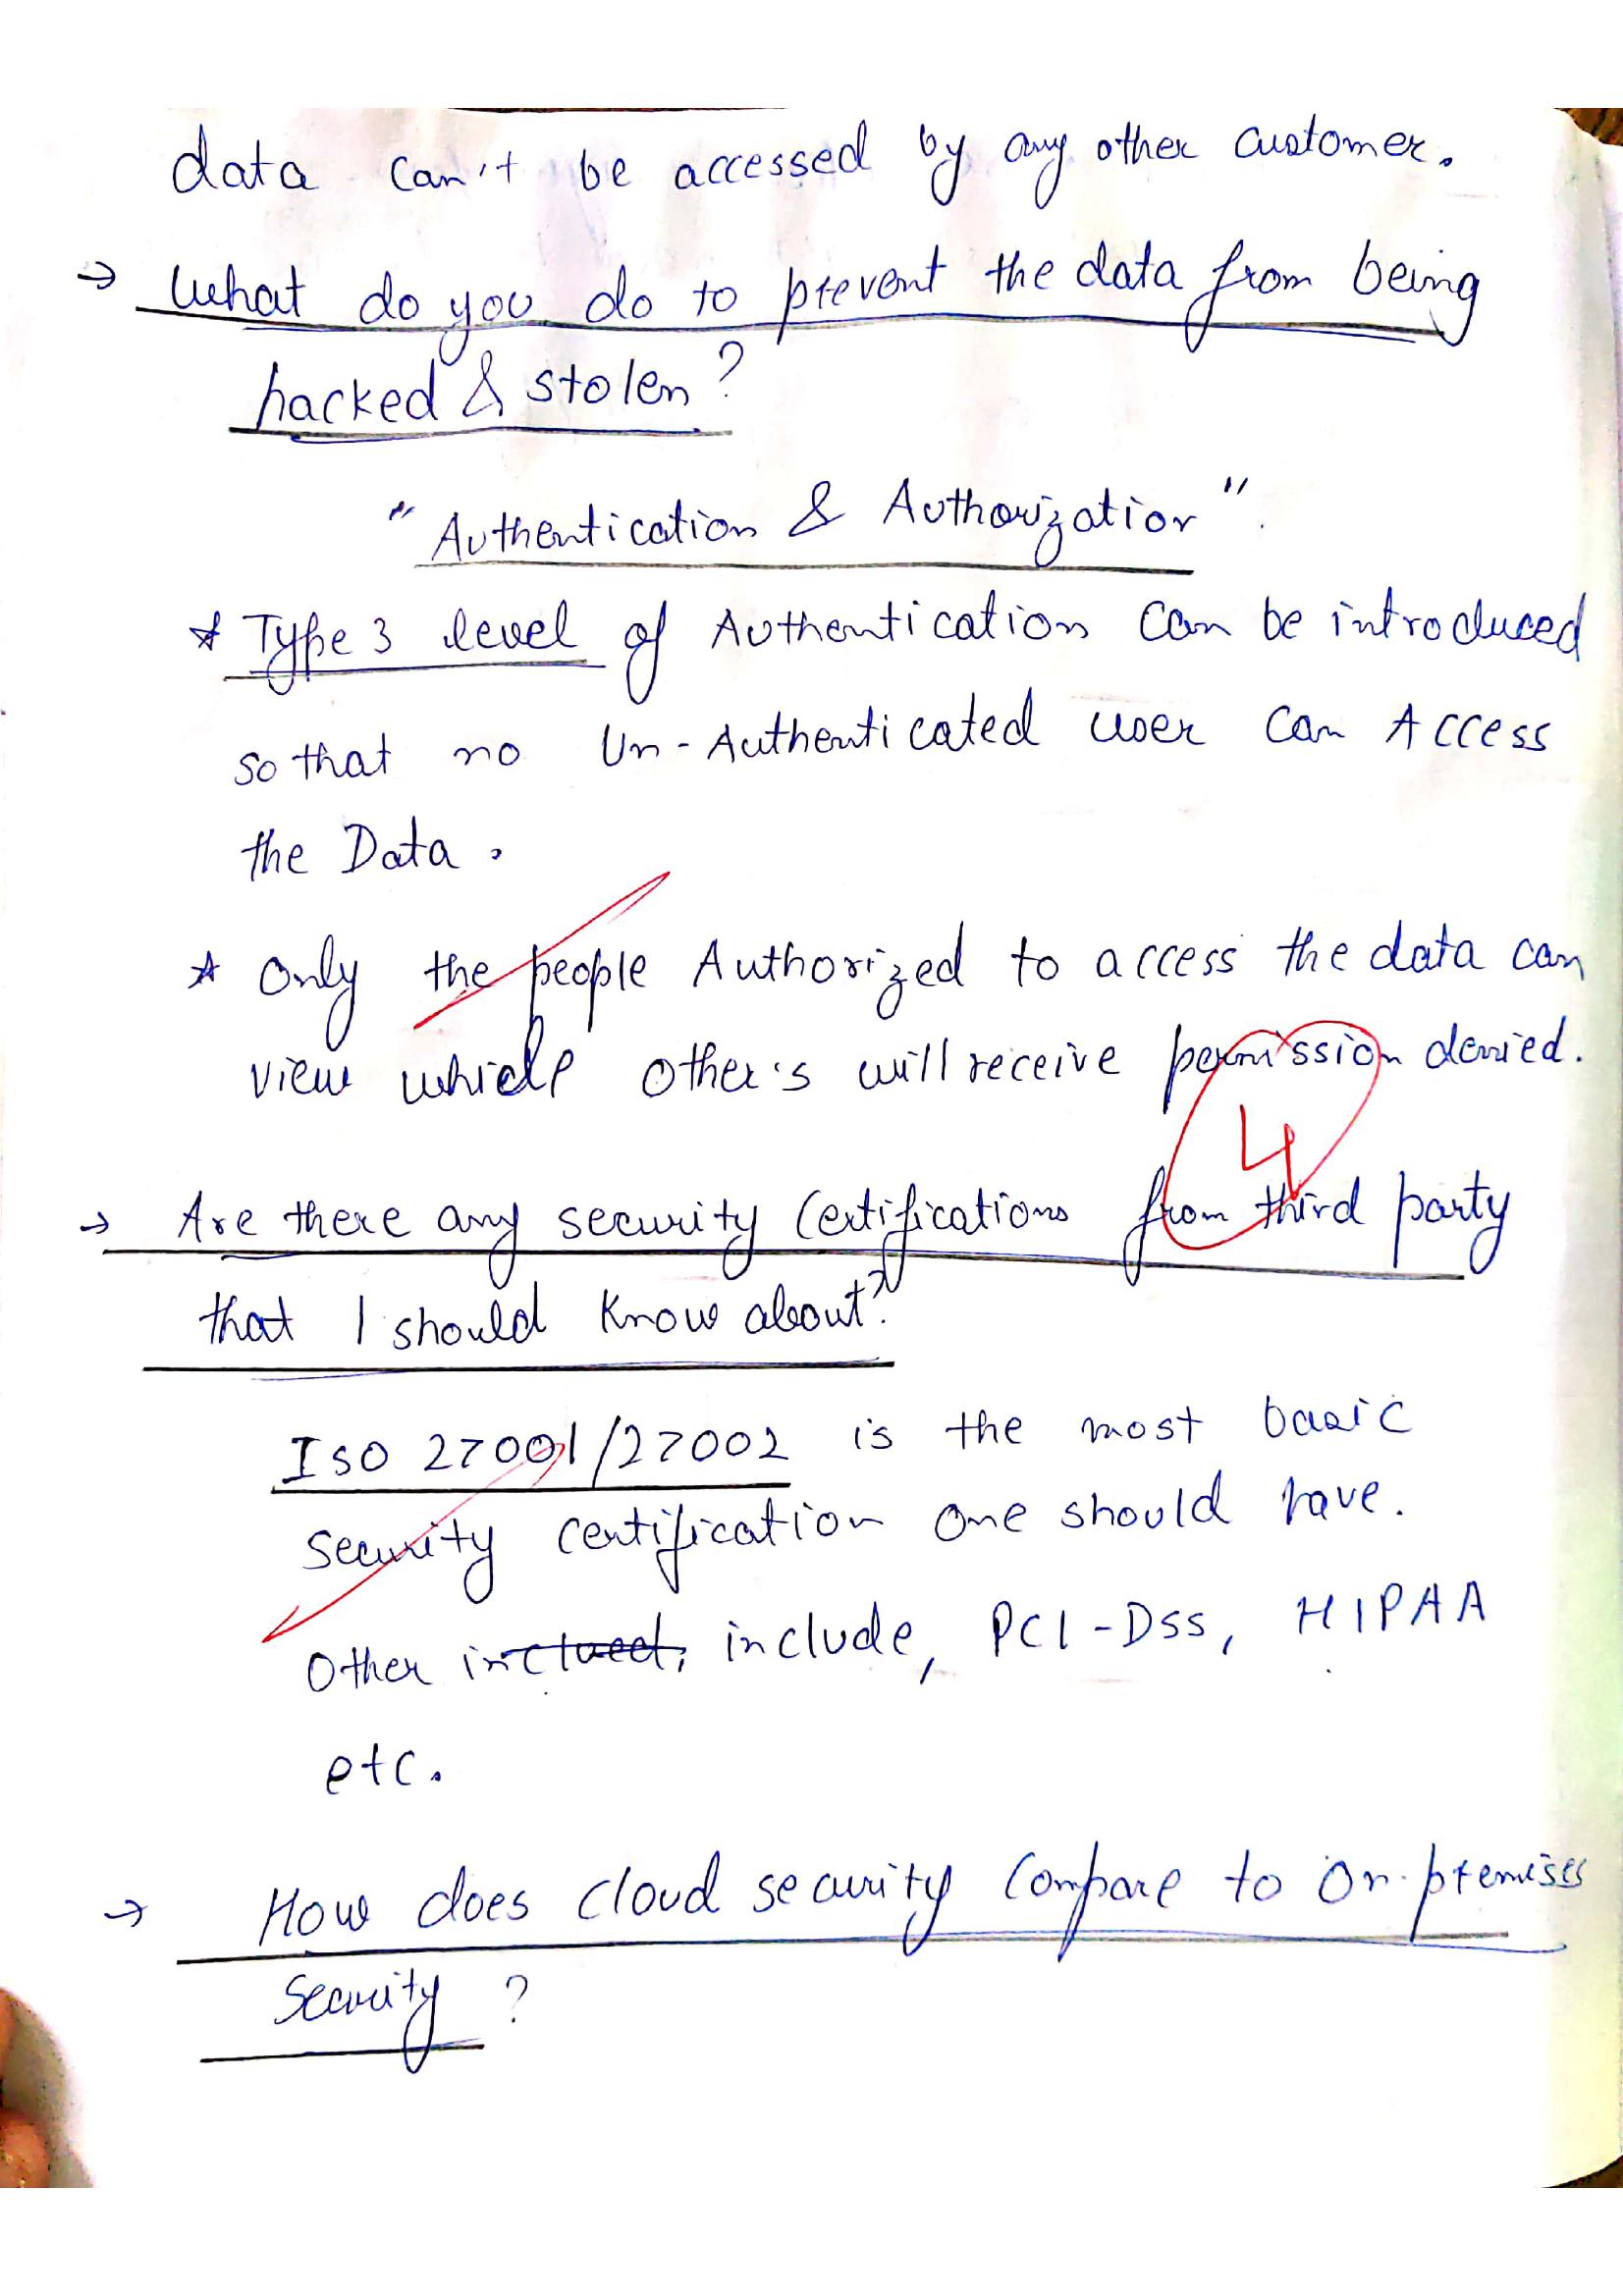 data can't be accessed by any other customer.
→ What do you do to prevent the data from being
hacked & stolen?
"Authentication & Authorization".
* Type 3 level of Authentication can be introduced
so that no Un-Authenticated user can Access
the Data.
* Only the people Authorized to access the data can
view while other's will receive permission denied.
4
→ Are there any security Certifications from third party
that I should know about?
ISO 27001/27002 is the most basic
security certification one should have.
Other include, PCI-DSS, HIPAA
etc.
→ How does cloud security compare to on-premises
security?